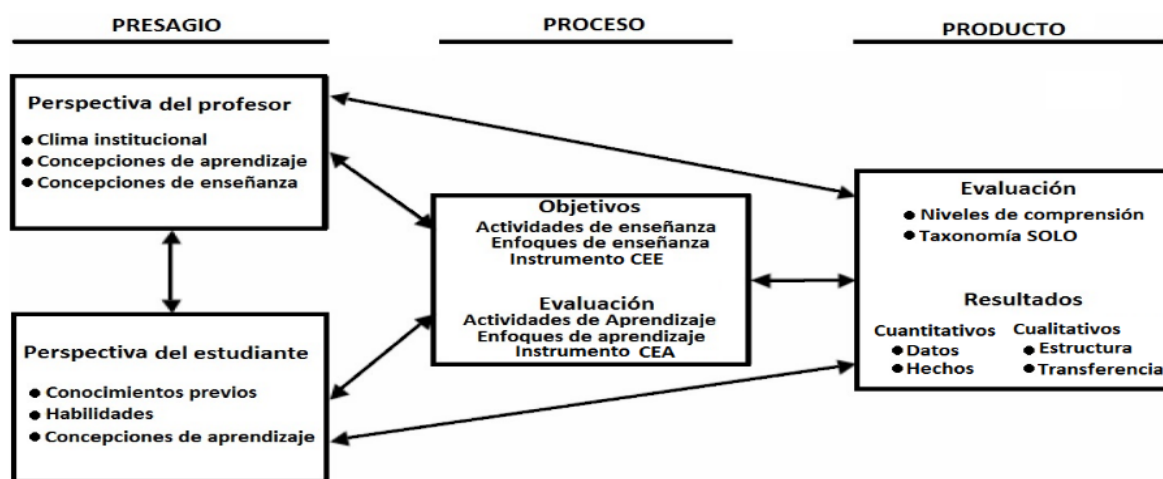 PRESAGIO
PROCESO
PRODUCTO
Perspectiva del profesor
● Clima institucional
● Concepciones de aprendizaje
● Concepciones de enseñanza
Perspectiva del estudiante
● Conocimientos previos
● Habilidades
● Concepciones de aprendizaje
Objetivos
Actividades de enseñanza
Enfoques de enseñanza
Instrumento CEE
Evaluación
Actividades de Aprendizaje
Enfoques de aprendizaje
Instrumento CEA
Evaluación
● Niveles de comprensión
● Taxonomía SOLO
Resultados
Cuantitativos
● Datos
● Hechos
Cualitativos
● Estructura
● Transferencia